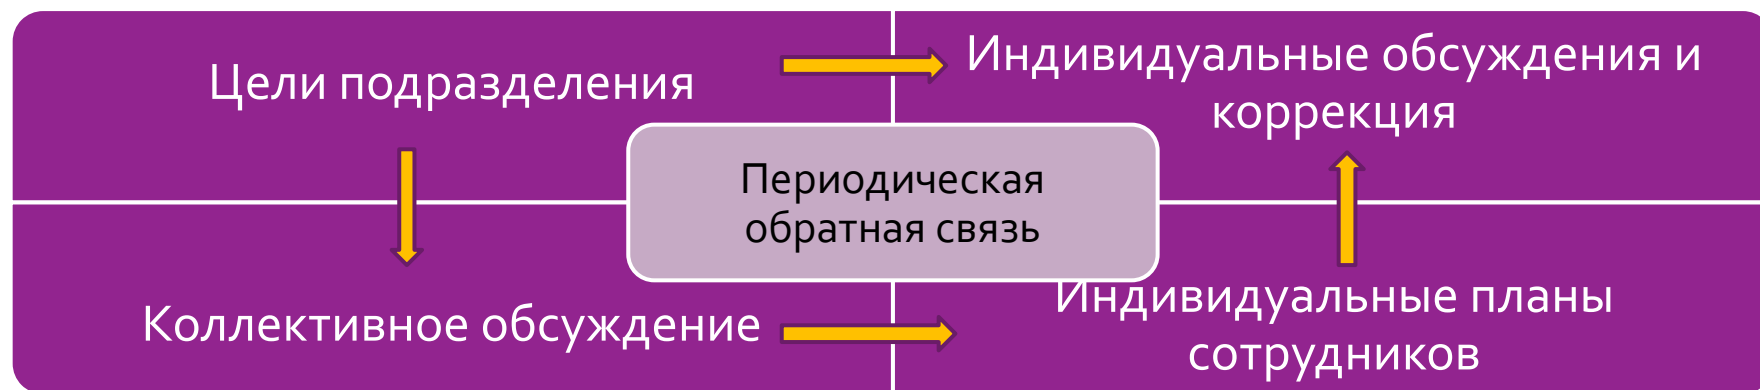 Цели подразделения
Индивидуальные обсуждения и
коррекция
Периодическая
обратная связь
Коллективное обсуждение
Индивидуальные планы
сотрудников